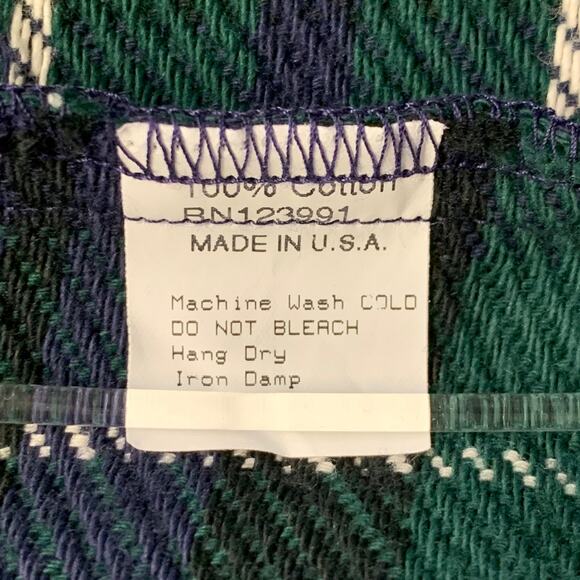 100% Cotton
RN123991
MADE IN U.S.A.
Machine Wash COLD
DO NOT BLEACH
Hang Dry
Iron Damp